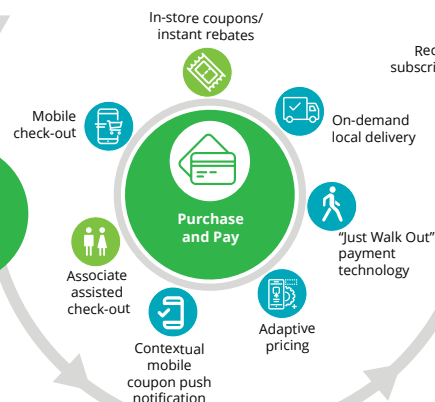 In-store coupons/
instant rebates
Mobile
check-out
On-demand
local delivery
Purchase
and Pay
“Just Walk Out”
payment
technology
Associate
assisted
check-out
Adaptive
pricing
Contextual
mobile
coupon push
notification